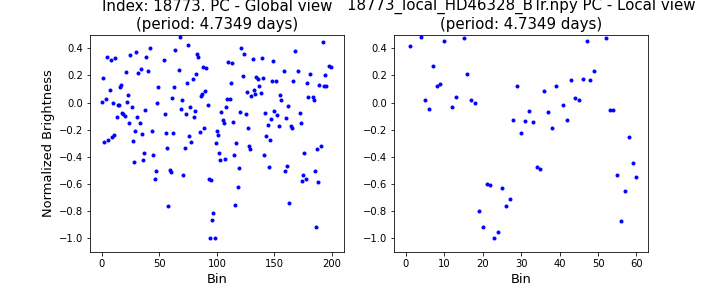 Index: 18773. PC - Global view
(period: 4.7349 days)
18773_local_HD46328_BTr.npy PC - Local view
(period: 4.7349 days)
Normalized Brightness
0.4
0.2
0.0
−0.2
−0.4
−0.6
−0.8
−1.0
0 50 100 150 200
Bin
0.4
0.2
0.0
−0.2
−0.4
−0.6
−0.8
−1.0
0 10 20 30 40 50 60
Bin